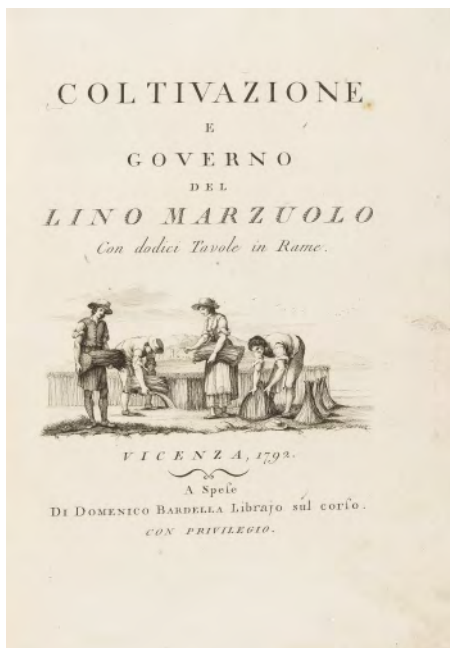 COLTIVAZIONE
E
GOVERNO
DEL
LINO MARZUOLO
Con dodici Tavole in Rame.
VICENZA, 1792.
A Speſe
DI DOMENICO BARDELLA Librajo sul corſo.
CON PRIVILEGIO.